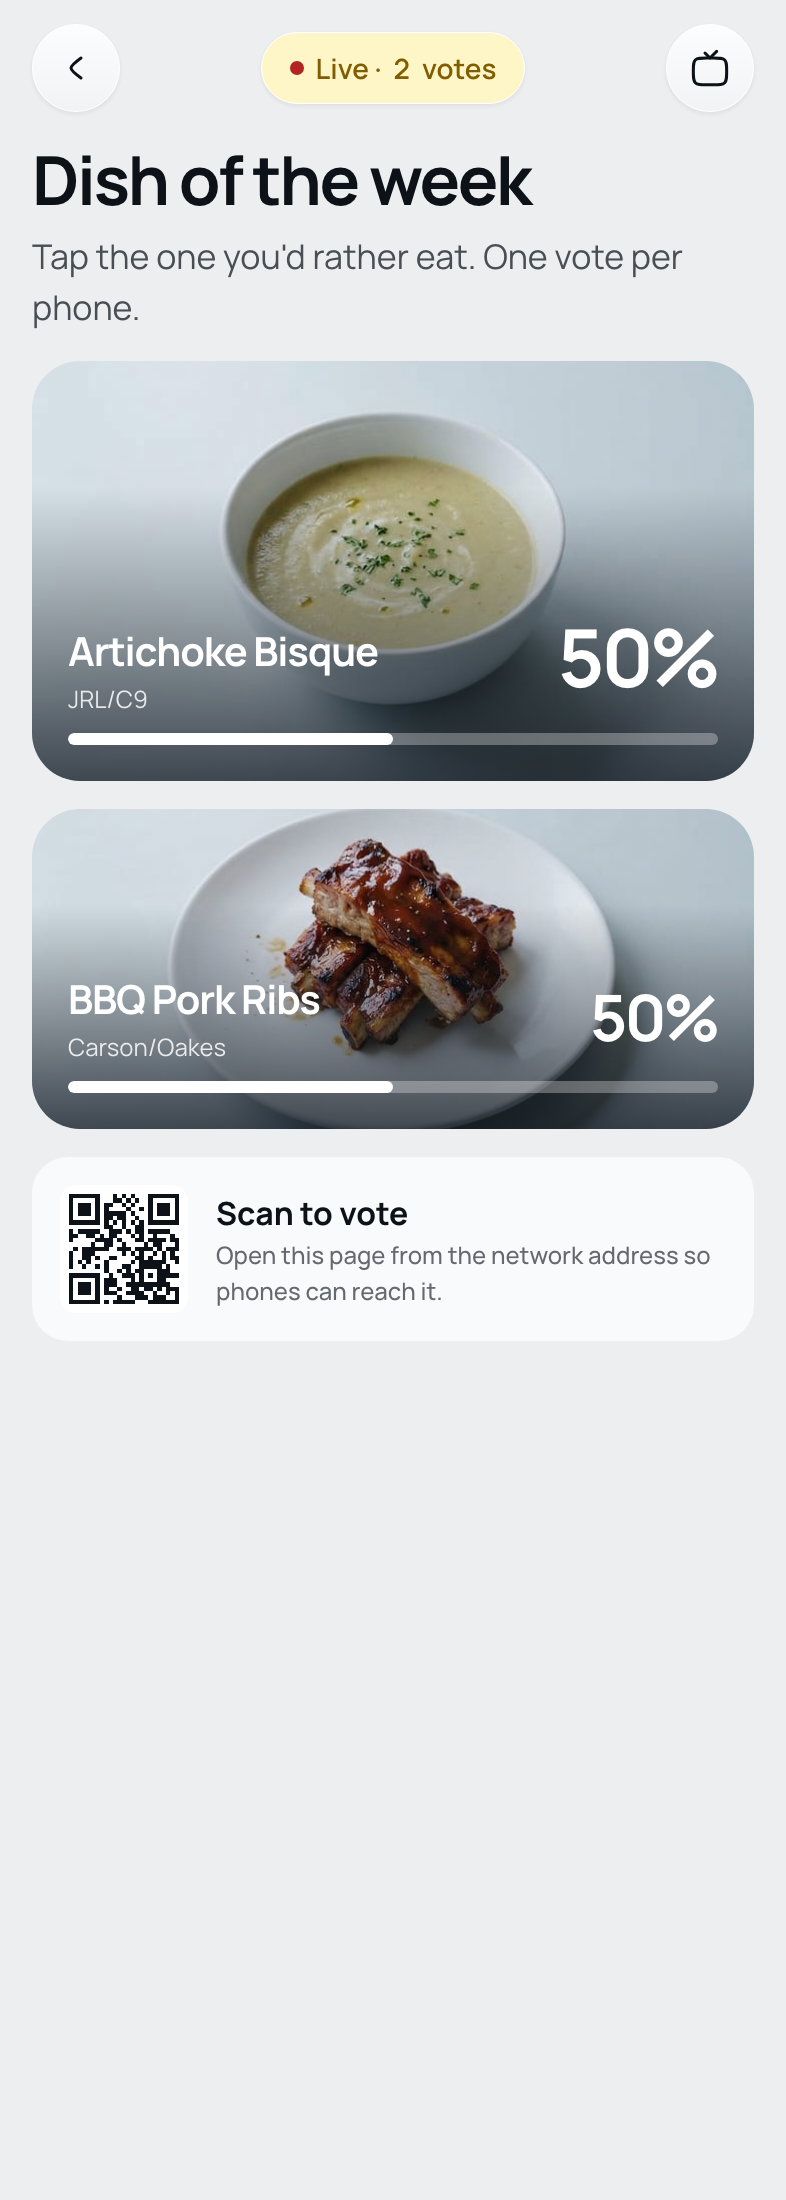 Live · 2 votes
Dish of the week
Tap the one you'd rather eat. One vote per
phone.
Artichoke Bisque
50%
JRL/C9
BBQ Pork Ribs
50%
Carson/Oakes
Scan to vote
Open this page from the network address so
phones can reach it.